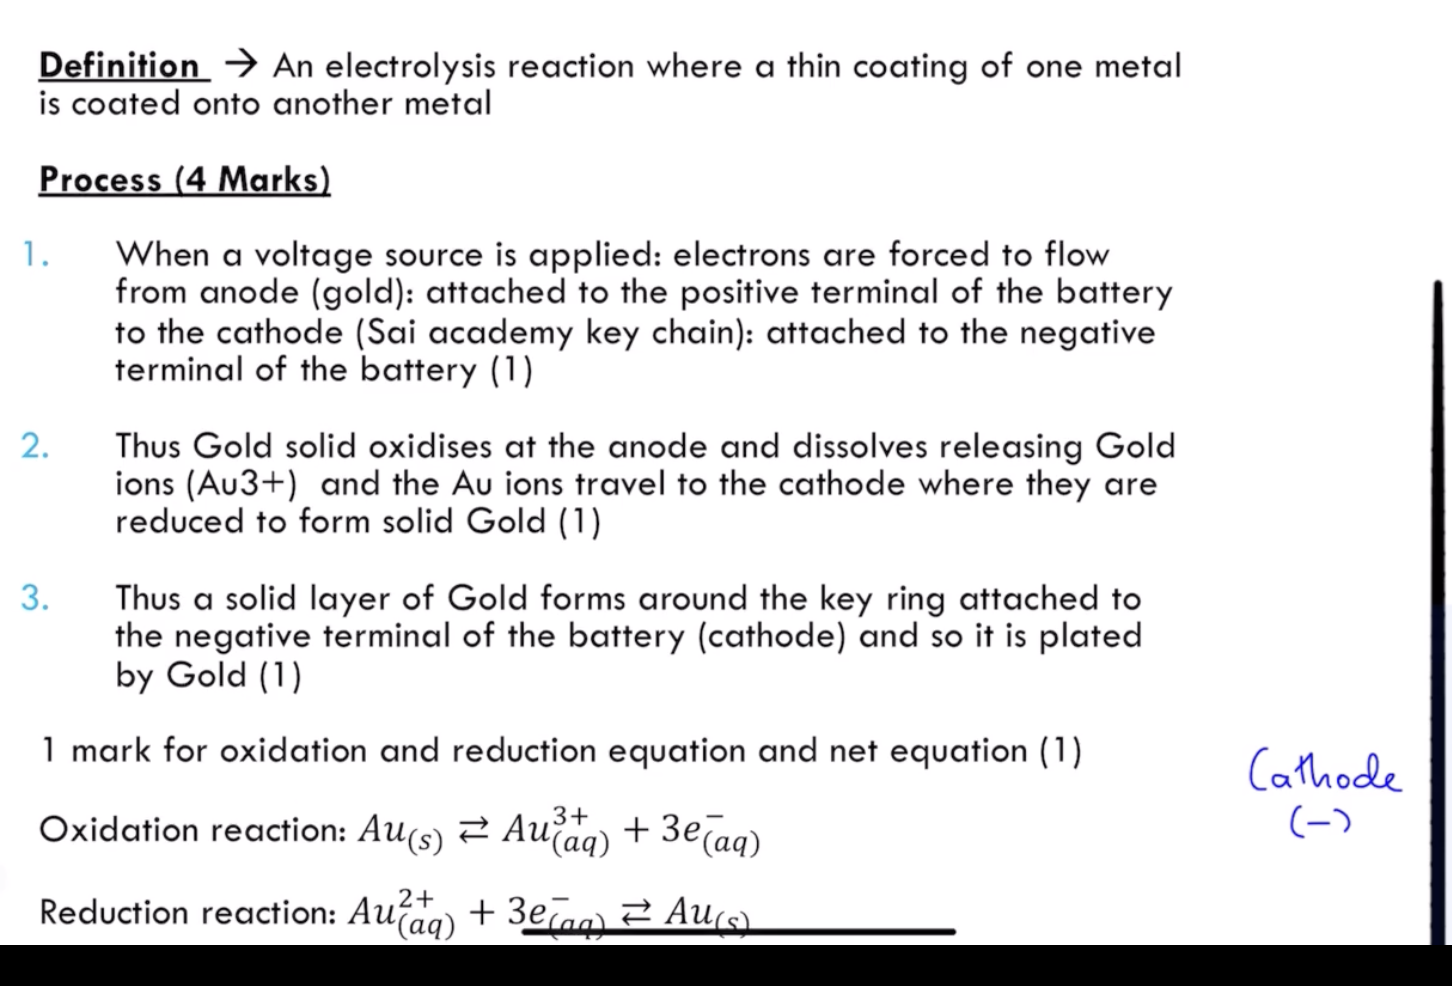 Definition → An electrolysis reaction where a thin coating of one metal
is coated onto another metal
Process (4 Marks)
1. When a voltage source is applied: electrons are forced to flow
from anode (gold): attached to the positive terminal of the battery
to the cathode (Sai academy key chain): attached to the negative
terminal of the battery (1)
2. Thus Gold solid oxidises at the anode and dissolves releasing Gold
ions (Au3+) and the Au ions travel to the cathode where they are
reduced to form solid Gold (1)
3. Thus a solid layer of Gold forms around the key ring attached to
the negative terminal of the battery (cathode) and so it is plated
by Gold (1)
1 mark for oxidation and reduction equation and net equation (1)
Cathode
(-)
Oxidation reaction: Au(s) ⇄ Au³⁺(aq) + 3e⁻(aq)
Reduction reaction: Au²⁺(aq) + 3e⁻(aq) ⇄ Au(s)